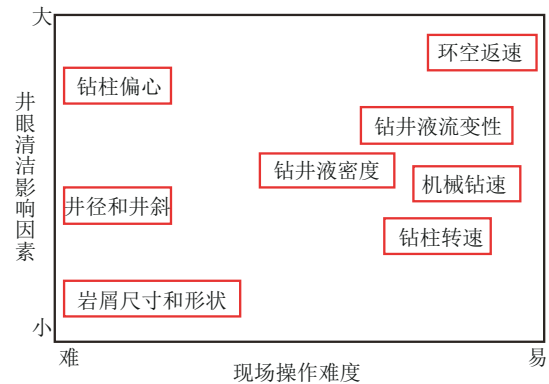 大
环空返速
钻柱偏心
钻井液流变性
钻井液密度
机械钻速
井径和井斜
钻柱转速
岩屑尺寸和形状
井眼清洁影响因素
小
难
易
现场操作难度